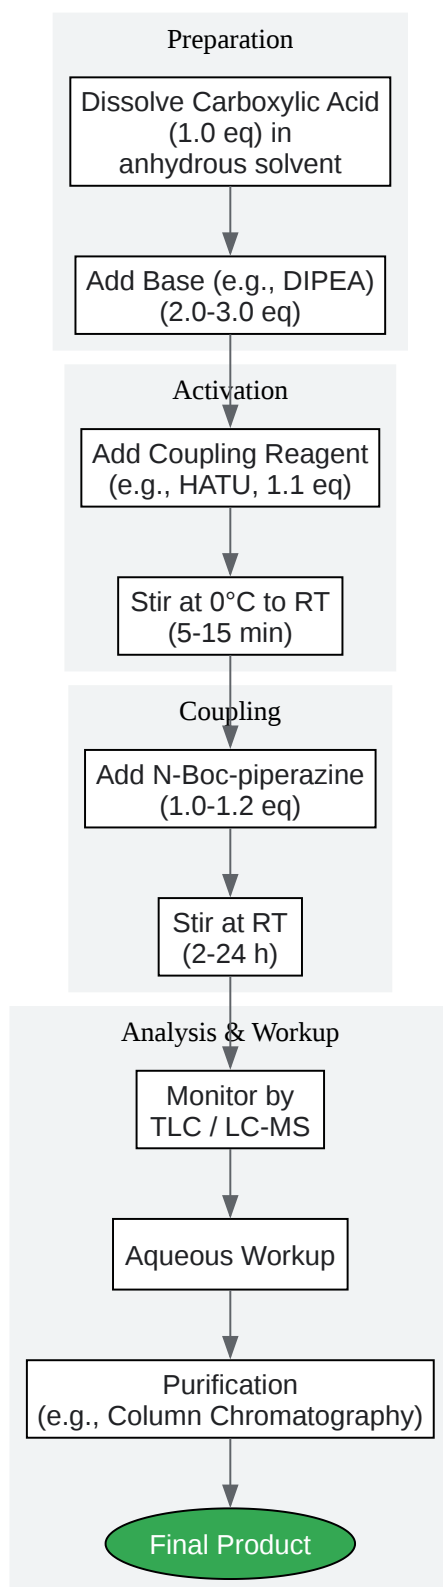 Preparation
Dissolve Carboxylic Acid
(1.0 eq) in
anhydrous solvent
Add Base (e.g., DIPEA)
(2.0-3.0 eq)
Activation
Add Coupling Reagent
(e.g., HATU, 1.1 eq)
Stir at 0°C to RT
(5-15 min)
Coupling
Add N-Boc-piperazine
(1.0-1.2 eq)
Stir at RT
(2-24 h)
Analysis & Workup
Monitor by
TLC / LC-MS
Aqueous Workup
Purification
(e.g., Column Chromatography)
Final Product